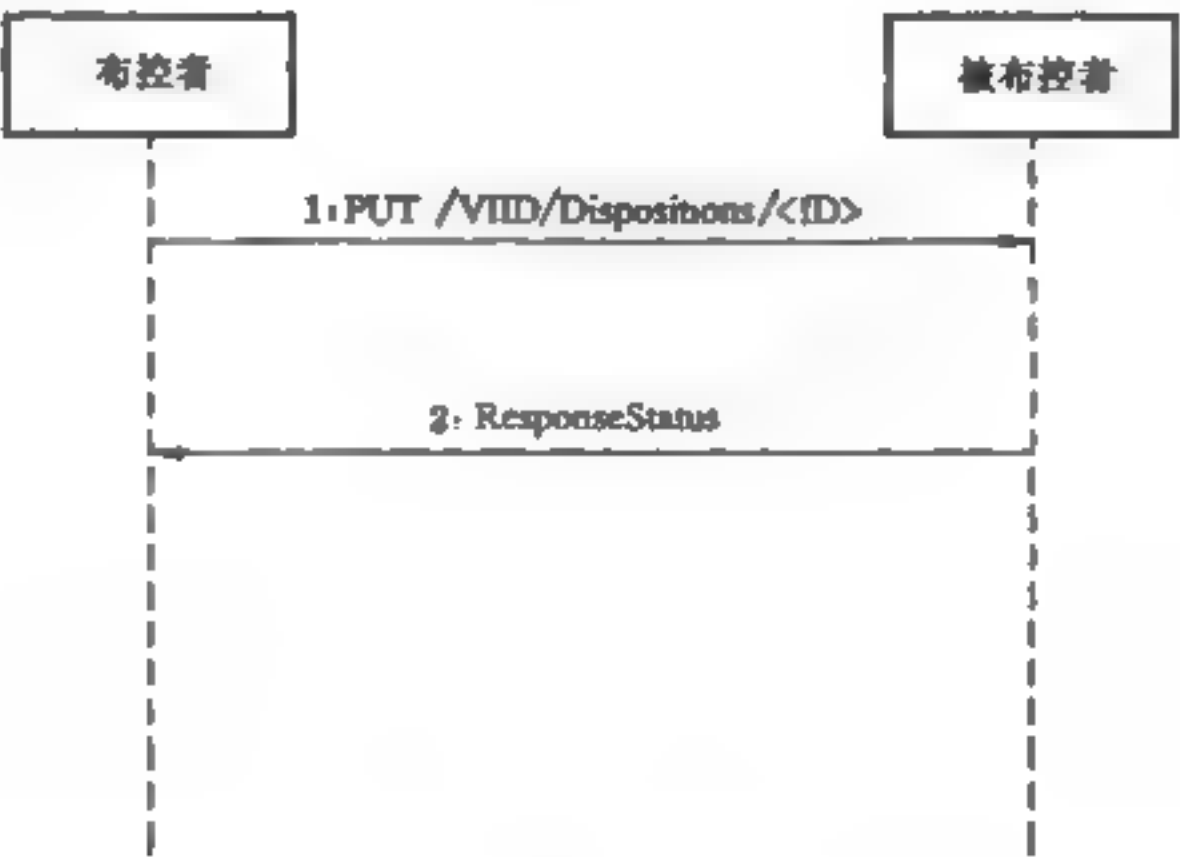 布控者
被布控者
1:PUT /VIID/Dispositions/<ID>
2: ResponseStatus